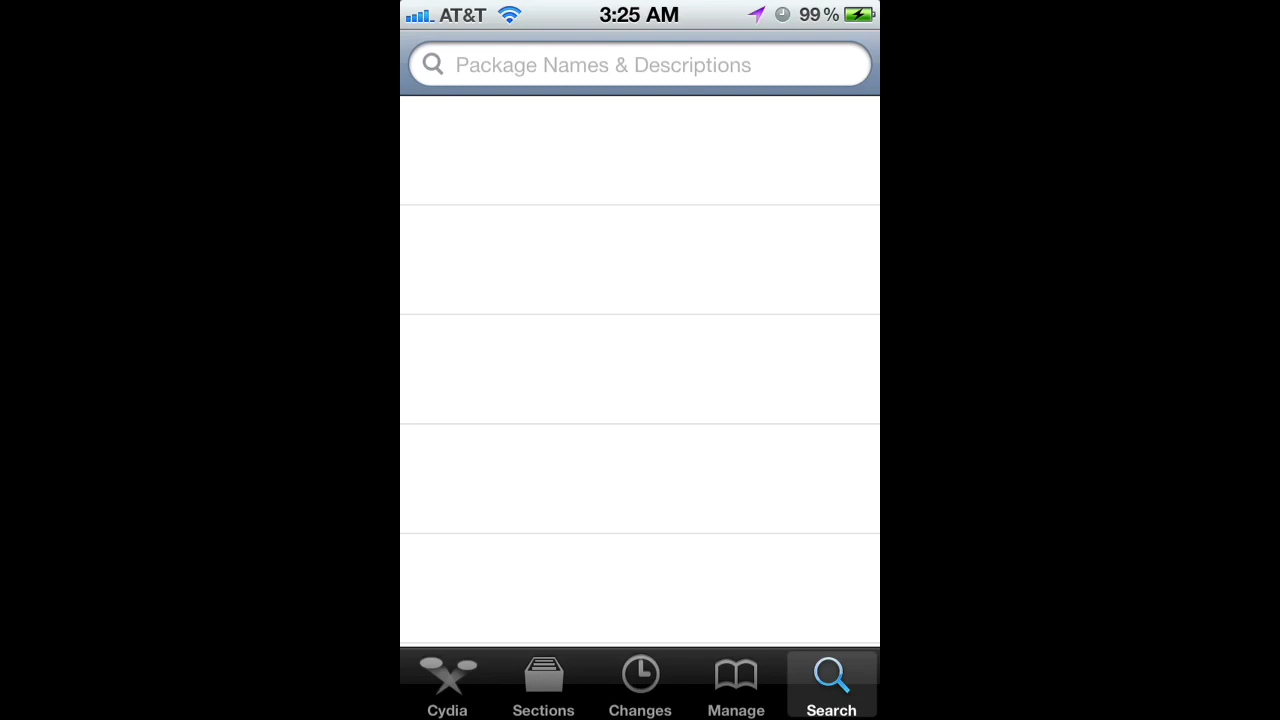 AT&T 3:25 AM 99%
Package Names & Descriptions
Cydia Sections Changes Manage Search